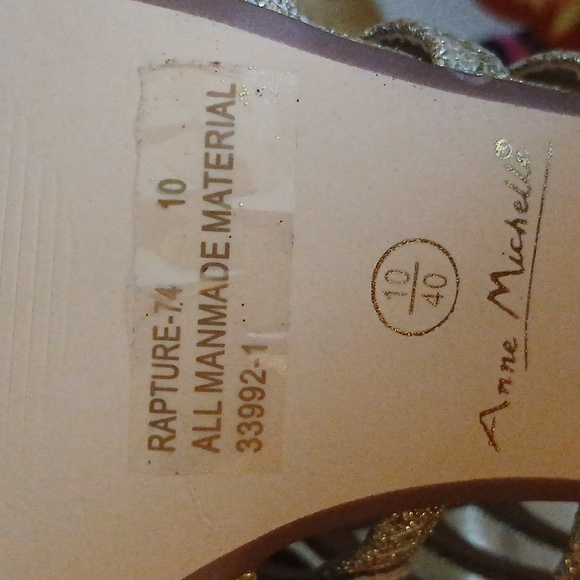 RAPTURE-74 10
ALL MANMADE MATERIAL
33992-1
10
40
Anne Michelle®